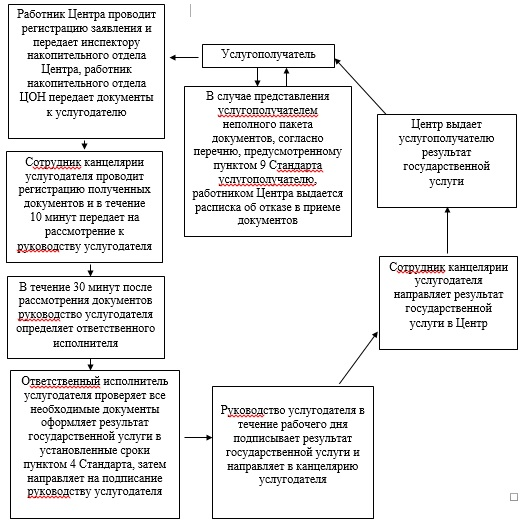 Услугополучатель
Работник Центра проводит
регистрацию заявления и
передает инспектору
накопительного отдела
Центра, работник
накопительного отдела
ЦОН передает документы
к услугодателю
В случае представления
услугополучателем
неполного пакета
документов, согласно
перечню, предусмотренному
пунктом 9 Стандарта
услугополучателю,
работником Центра выдается
расписка об отказе в приеме
документов
Сотрудник канцелярии
услугодателя проводит
регистрацию полученных
документов и в течение
10 минут передает на
рассмотрение к
руководству услугодателя
В течение 30 минут после
рассмотрения документов
руководство услугодателя
определяет ответственного
исполнителя
Ответственный исполнитель
услугодателя проверяет все
необходимые документы
оформляет результат
государственной услуги в
установленные сроки
пунктом 4 Стандарта, затем
направляет на подписание
руководству услугодателя
Руководство услугодателя в
течение рабочего дня
подписывает результат
государственной услуги и
направляет в канцелярию
услугодателя
Сотрудник канцелярии
услугодателя
направляет результат
государственной
услуги в Центр
Центр выдает
услугополучателю
результат
государственной
услуги